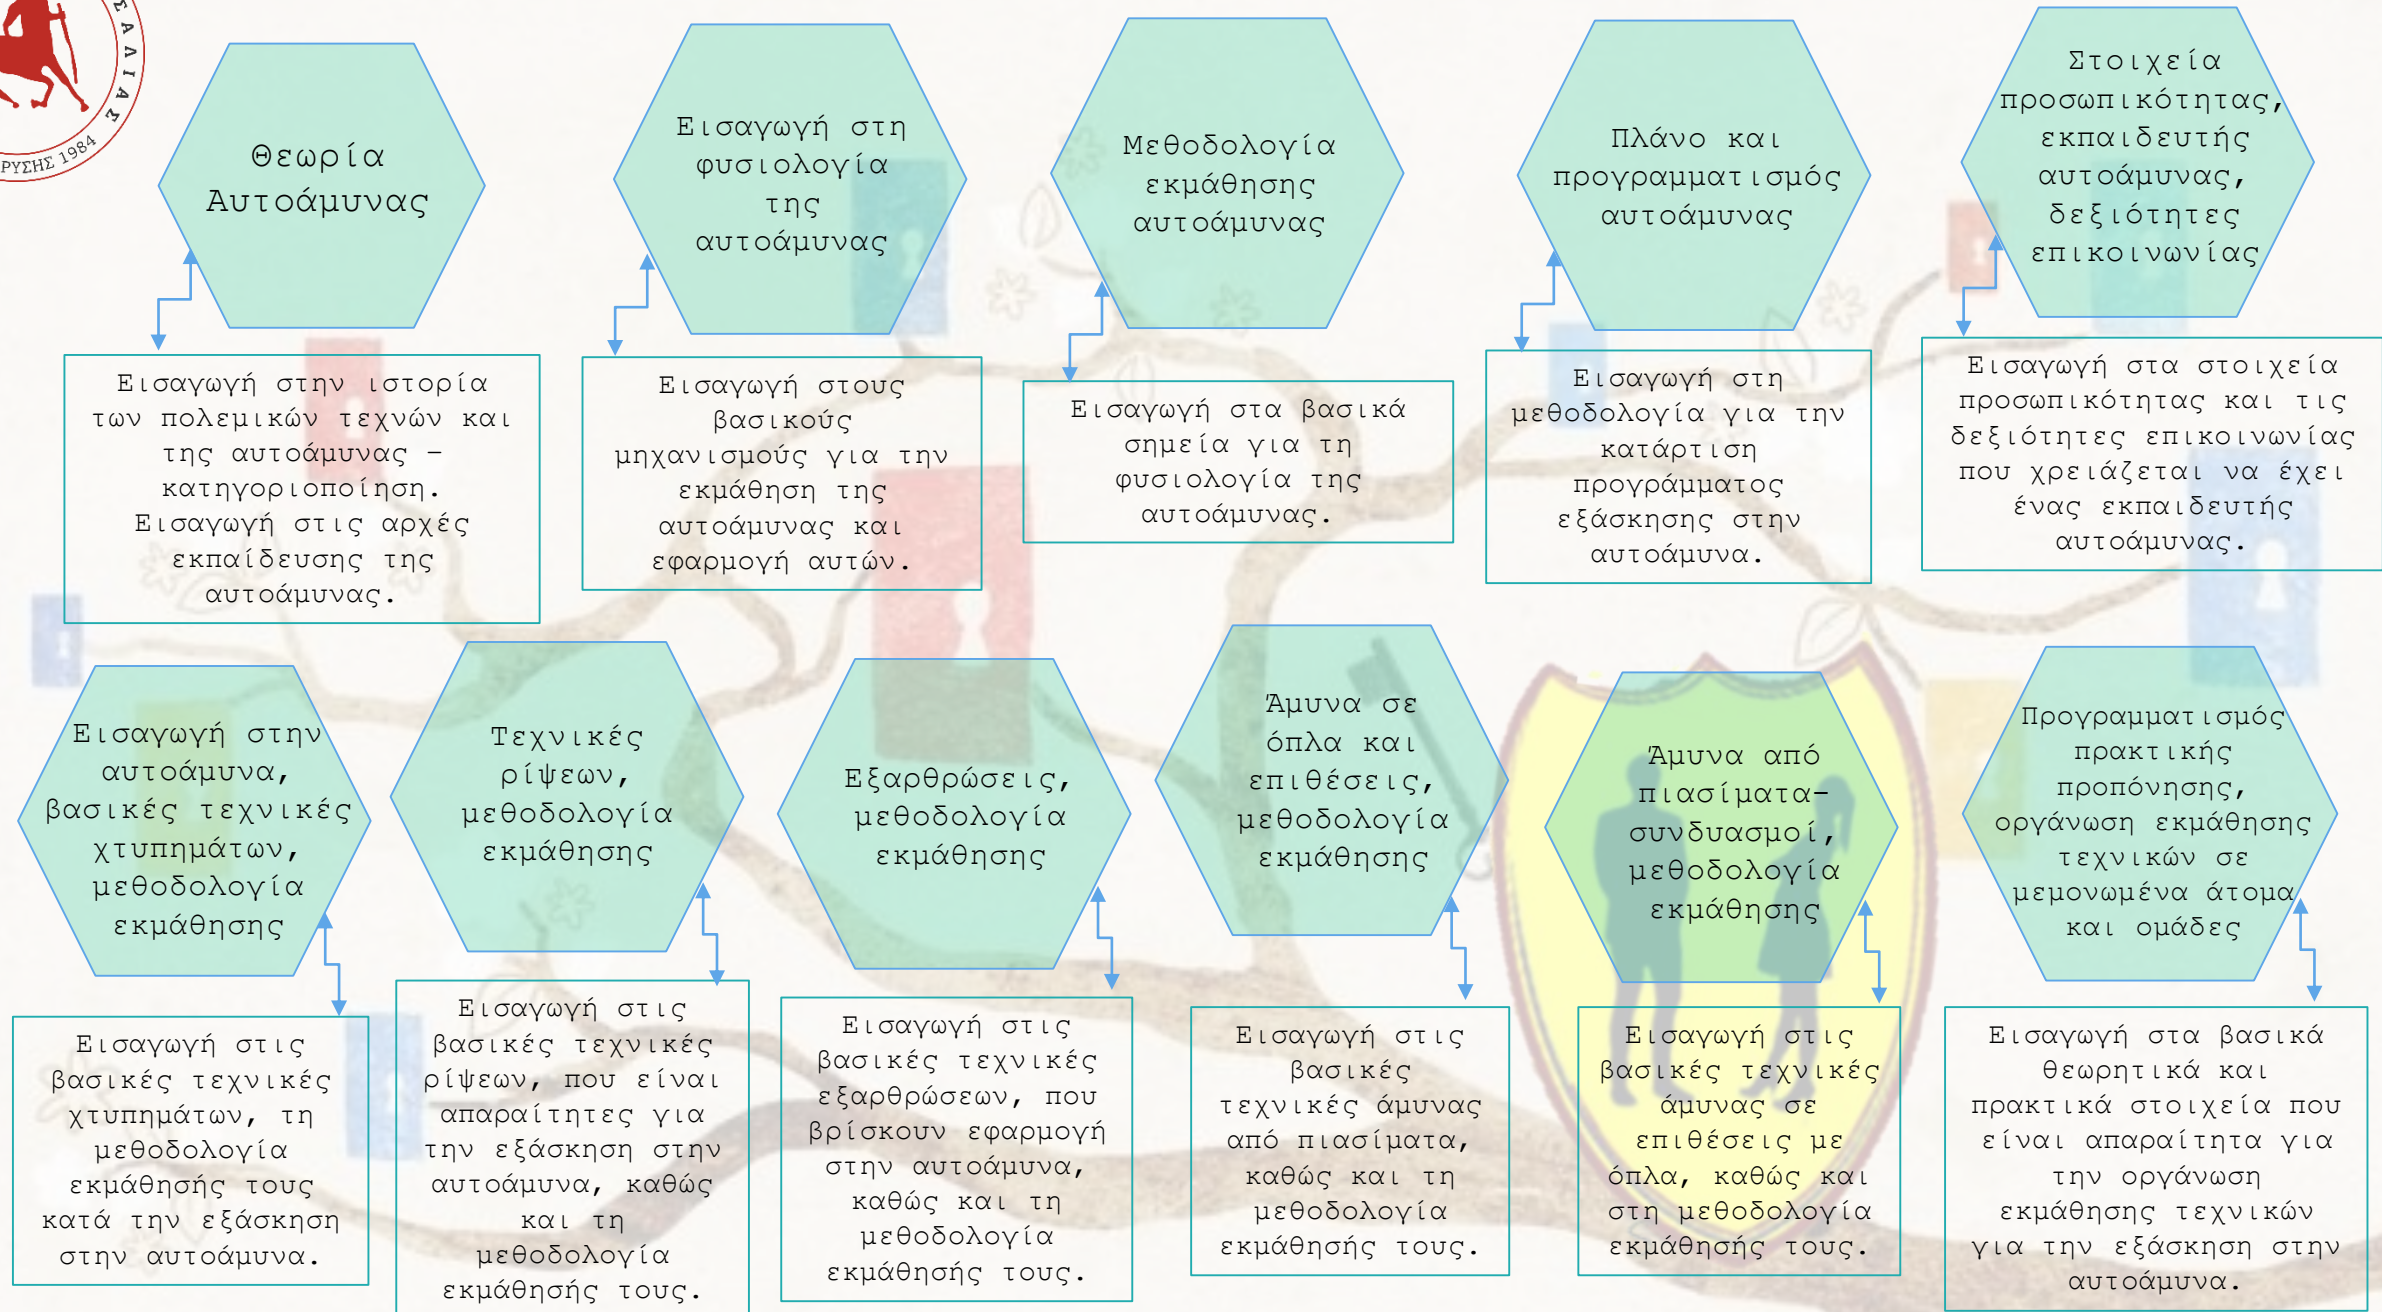 ΣΑΛΙΑΣ
ΡΥΣΗΣ 1984
Θεωρία
Αυτοάμυνας
Εισαγωγή στην ιστορία
των πολεμικών τεχνών και
της αυτοάμυνας –
κατηγοριοποίηση.
Εισαγωγή στις αρχές
εκπαίδευσης της
αυτοάμυνας.
Εισαγωγή στη
φυσιολογία
της
αυτοάμυνας
Εισαγωγή στους
βασικούς
μηχανισμούς για την
εκμάθηση της
αυτοάμυνας και
εφαρμογή αυτών.
Μεθοδολογία
εκμάθησης
αυτοάμυνας
Εισαγωγή στα βασικά
σημεία για τη
φυσιολογία της
αυτοάμυνας.
Πλάνο και
προγραμματισμός
αυτοάμυνας
Εισαγωγή στη
μεθοδολογία για την
κατάρτιση
προγράμματος
εξάσκησης στην
αυτοάμυνα.
Στοιχεία
προσωπικότητας,
εκπαιδευτής
αυτοάμυνας,
δεξιότητες
επικοινωνίας
Εισαγωγή στα στοιχεία
προσωπικότητας και τις
δεξιότητες επικοινωνίας
που χρειάζεται να έχει
ένας εκπαιδευτής
αυτοάμυνας.
Εισαγωγή στην
αυτοάμυνα,
βασικές τεχνικές
χτυπημάτων,
μεθοδολογία
εκμάθησης
Εισαγωγή στις
βασικές τεχνικές
χτυπημάτων, τη
μεθοδολογία
εκμάθησής τους
κατά την εξάσκηση
στην αυτοάμυνα.
Τεχνικές
ρίψεων,
μεθοδολογία
εκμάθησης
Εισαγωγή στις
βασικές τεχνικές
ρίψεων, που είναι
απαραίτητες για
την εξάσκηση στην
αυτοάμυνα, καθώς
και τη
μεθοδολογία
εκμάθησής τους.
Εξαρθρώσεις,
μεθοδολογία
εκμάθησης
Εισαγωγή στις
βασικές τεχνικές
εξαρθρώσεων, που
βρίσκουν εφαρμογή
στην αυτοάμυνα,
καθώς και τη
μεθοδολογία
εκμάθησής τους.
Άμυνα σε
όπλα και
επιθέσεις,
μεθοδολογία
εκμάθησης
Εισαγωγή στις
βασικές
τεχνικές άμυνας
από πιασίματα,
καθώς και τη
μεθοδολογία
εκμάθησής τους.
Άμυνα από
πιασίματα–
συνδυασμοί,
μεθοδολογία
εκμάθησης
Εισαγωγή στις
βασικές τεχνικές
άμυνας σε
επιθέσεις με
όπλα, καθώς και
στη μεθοδολογία
εκμάθησής τους.
Προγραμματισμός
πρακτικής
προπόνησης,
οργάνωση εκμάθησης
τεχνικών σε
μεμονωμένα άτομα
και ομάδες
Εισαγωγή στα βασικά
θεωρητικά και
πρακτικά στοιχεία που
είναι απαραίτητα για
την οργάνωση
εκμάθησης τεχνικών
για την εξάσκηση στην
αυτοάμυνα.